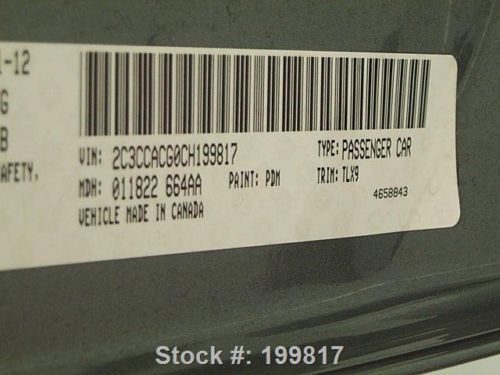 1-12
G
B
AFETY.
VIN: 2C3CCACG0CH199817 TYPE: PASSENGER CAR
MDH: 011822 664AA PAINT: PDM TRIM: TLX9
VEHICLE MADE IN CANADA 4658843
Stock #: 199817